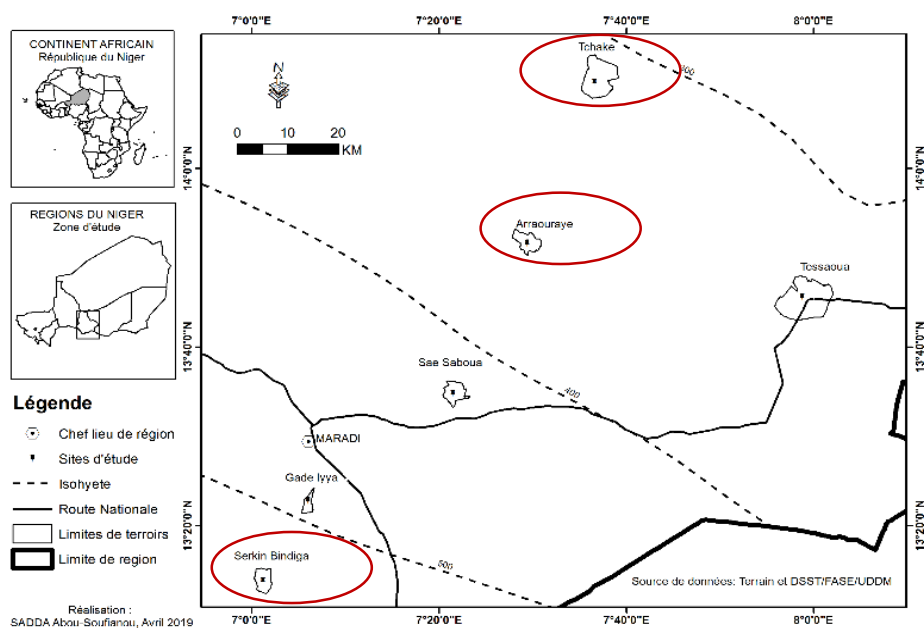 CONTINENT AFRICAIN
République du Niger
REGIONS DU NIGER
Zone d'étude
Légende
Chef lieu de région
Sites d'étude
Isohyete
Route Nationale
Limites de terroirs
Limite de region
Réalisation :
SADDA Abou-Soufianou, Avril 2019
7°0'0"E 7°20'0"E 7°40'0"E 8°0'0"E
N
0 10 20
KM
Tchake
300
14°0'0"N 14°0'0"N
Arraouraye
Tessaoua
13°40'0"N 13°40'0"N
Sae Saboua
400
MARADI
Gade Iyya
13°20'0"N 13°20'0"N
Serkin Bindiga
500
Source de données: Terrain et DSST/FASE/UDDM
7°0'0"E 7°20'0"E 7°40'0"E 8°0'0"E